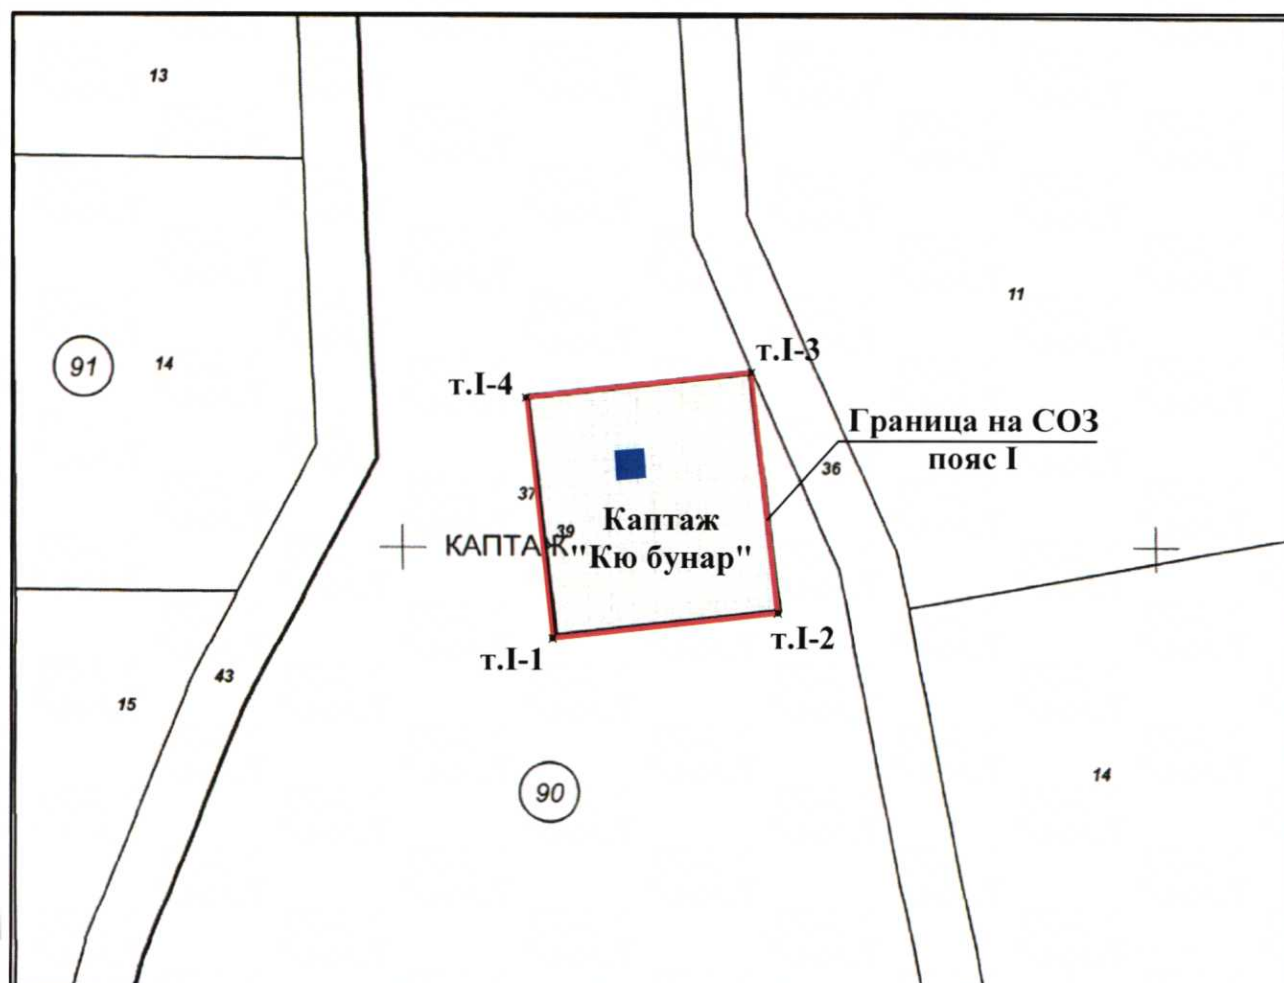 13
11
т.I-3
91
14
т.I-4
Граница на СОЗ
пояс I
36
37
39
Каптаж
КАПТАЖ
"Кю бунар"
т.I-2
т.I-1
43
15
14
90